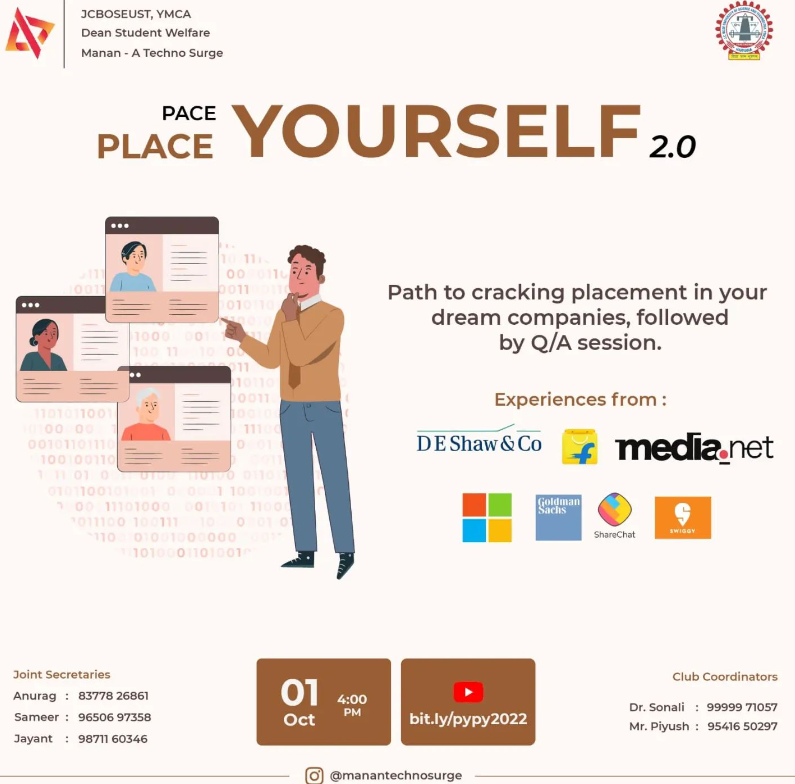 JCBOSEUST, YMCA
Dean Student Welfare
Manan - A Techno Surge
PACE
PLACE YOURSELF 2.0
Path to cracking placement in your
dream companies, followed
by Q/A session.
Experiences from :
D E Shaw & Co
media.net
Goldman
Sachs
ShareChat
SWIGGY
Joint Secretaries
Anurag : 83778 26861
Sameer : 96506 97358
Jayant : 98711 60346
01
Oct
4:00
PM
bit.ly/pypy2022
Club Coordinators
Dr. Sonali : 99999 71057
Mr. Piyush : 95416 50297
@manantechnosurge